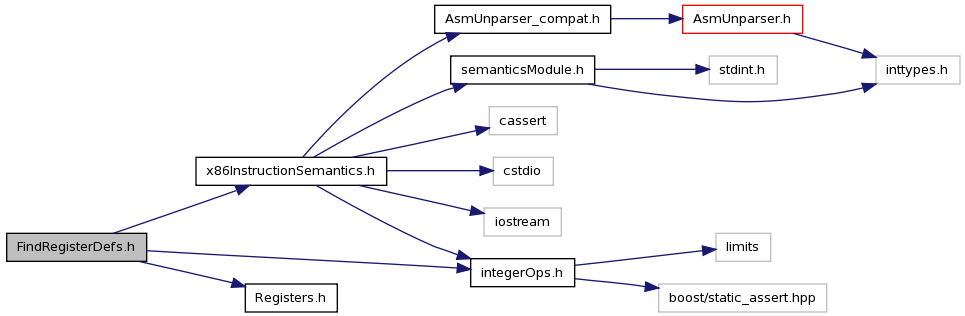 AsmUnparser_compat.h
AsmUnparser.h
semanticsModule.h
stdint.h
inttypes.h
cassert
x86InstructionSemantics.h
cstdio
iostream
FindRegisterDefs.h
integerOps.h
limits
Registers.h
boost/static_assert.hpp